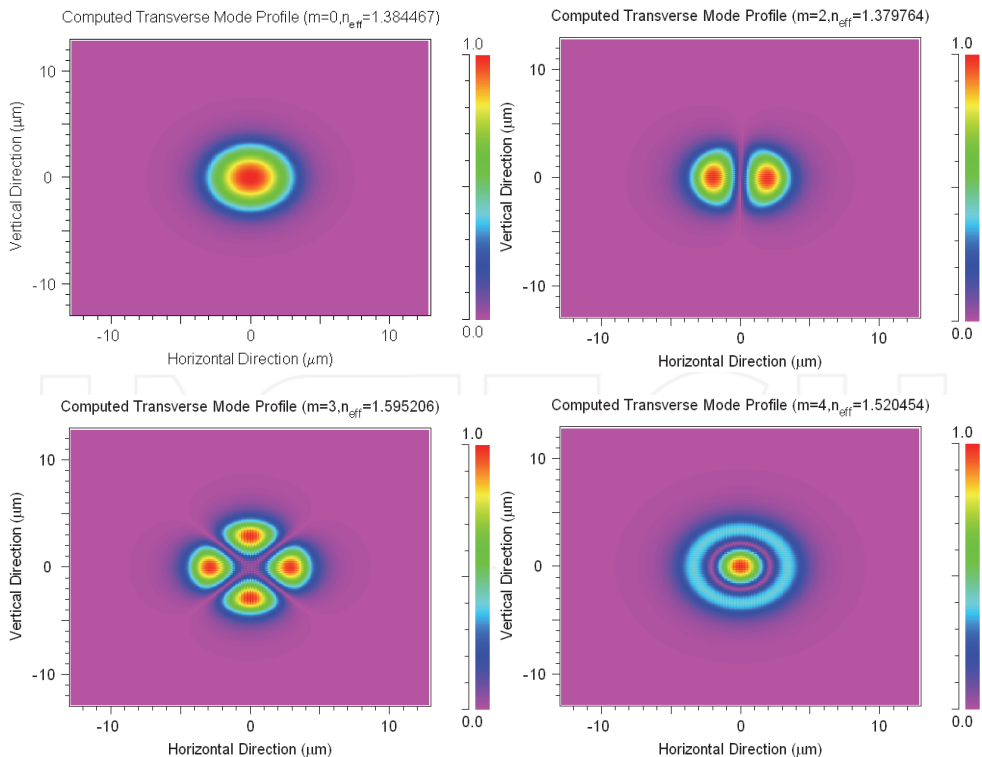 Computed Transverse Mode Profile (m=0,neff=1.384467)
1.0
10
0
-10
Vertical Direction (μm)
0.0
-10 0 10
Horizontal Direction (μm)
Computed Transverse Mode Profile (m=2,neff=1.379764)
1.0
10
0
-10
Vertical Direction (μm)
0.0
-10 0 10
Horizontal Direction (μm)
Computed Transverse Mode Profile (m=3,neff=1.595206)
1.0
10
0
-10
Vertical Direction (μm)
0.0
-10 0 10
Horizontal Direction (μm)
Computed Transverse Mode Profile (m=4,neff=1.520454)
1.0
10
0
-10
Vertical Direction (μm)
0.0
-10 0 10
Horizontal Direction (μm)